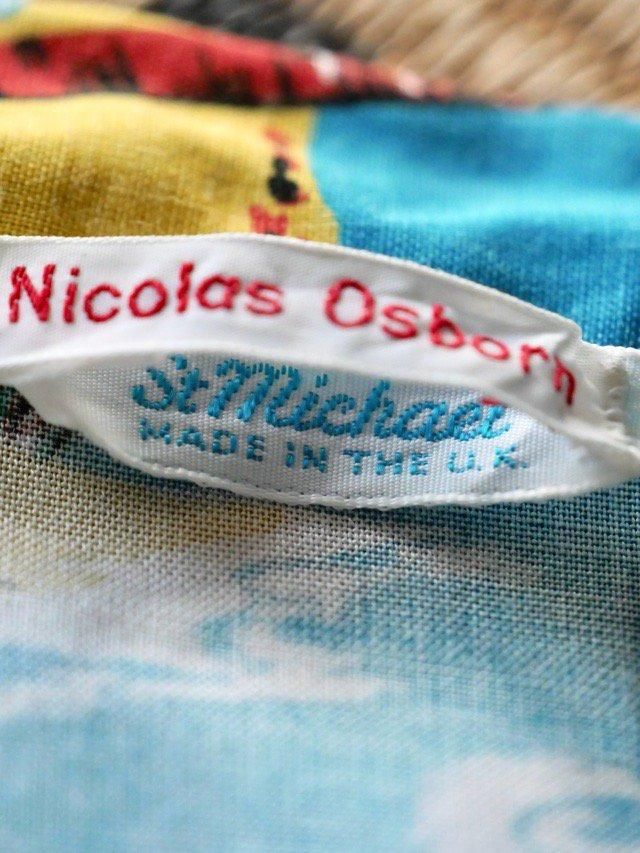 Nicolas Osborn
St Michael
MADE IN THE U.K.